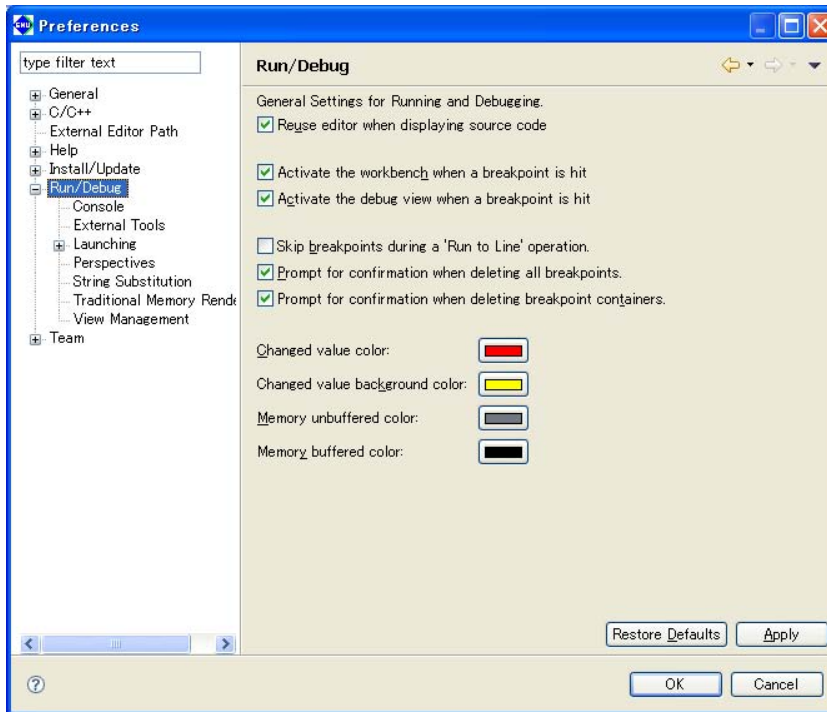 GNU
Preferences
type filter text
General
C/C++
External Editor Path
Help
Install/Update
Run/Debug
Console
External Tools
Launching
Perspectives
String Substitution
Traditional Memory Rende
View Management
Team
Run/Debug
General Settings for Running and Debugging.
Reuse editor when displaying source code
Activate the workbench when a breakpoint is hit
Activate the debug view when a breakpoint is hit
Skip breakpoints during a 'Run to Line' operation.
Prompt for confirmation when deleting all breakpoints.
Prompt for confirmation when deleting breakpoint containers.
Changed value color:
Changed value background color:
Memory unbuffered color:
Memory buffered color:
Restore Defaults
Apply
?
OK
Cancel